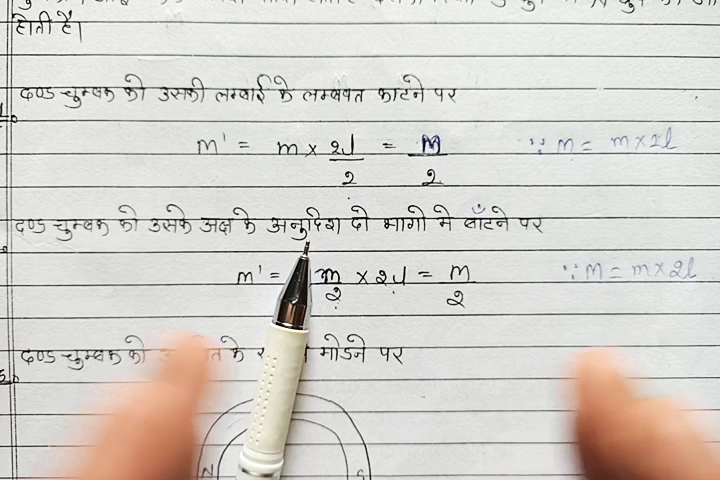 होती है।
दण्ड चुम्बक को उसकी लम्बाई के लम्बवत काटने पर
M' = m × 2l/2 = M/2 ∵ M = m×2l
दण्ड चुम्बक को उसके अक्ष के अनुदिश दो भागो मे बाँटने पर
M' = m/2 × 2l = M/2 ∵ M = m×2l
दण्ड चुम्बक को के मोडने पर
N S